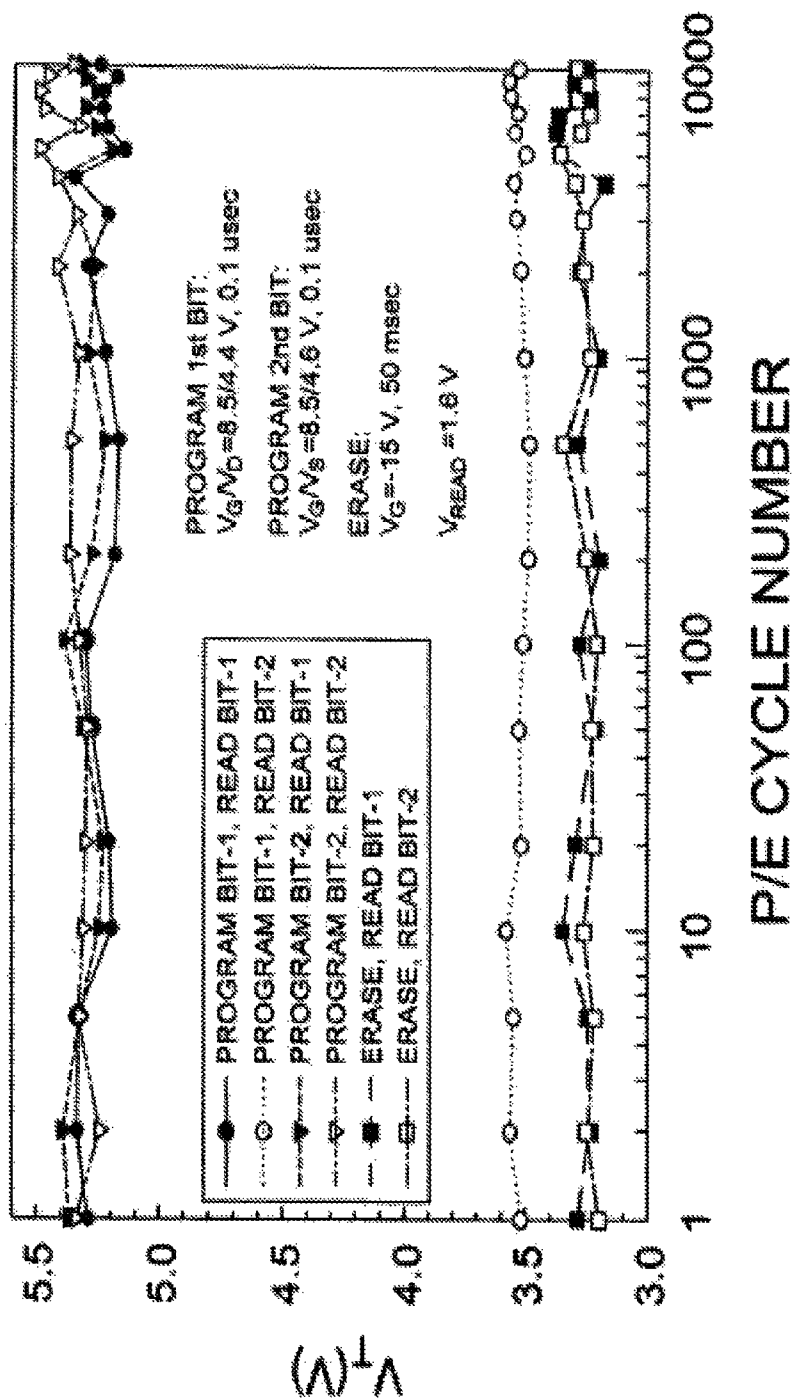 V_T(V)
5.5
5.0
4.5
4.0
3.5
3.0
1
10
100
1000
10000
P/E CYCLE NUMBER
PROGRAM BIT-1, READ BIT-1
PROGRAM BIT-1, READ BIT-2
PROGRAM BIT-2, READ BIT-1
PROGRAM BIT-2, READ BIT-2
ERASE, READ BIT-1
ERASE, READ BIT-2
PROGRAM 1st BIT:
V_G/V_D=8.5/4.4 V, 0.1 usec
PROGRAM 2nd BIT:
V_G/V_S=8.5/4.6 V, 0.1 usec
ERASE:
V_G=-15 V, 50 msec
V_READ=1.6 V